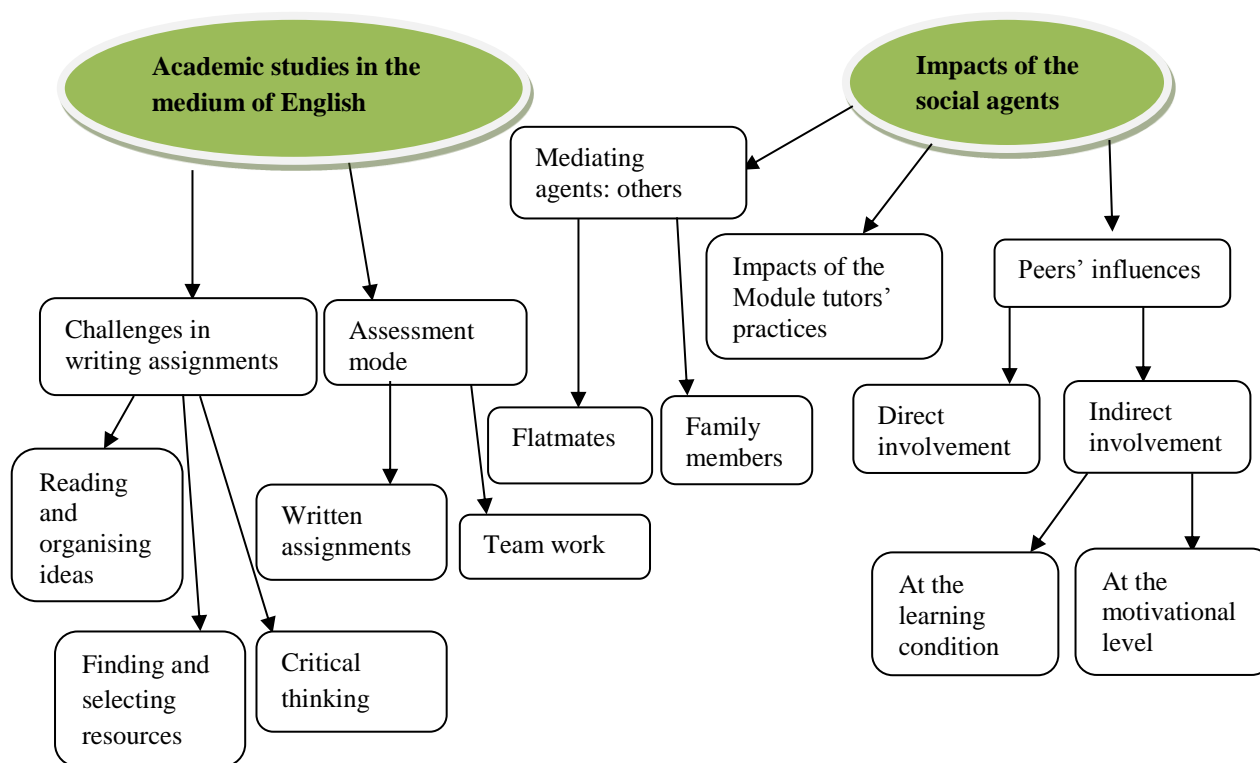 Academic studies in the
medium of English
Impacts of the
social agents
Mediating
agents: others
Impacts of the
Module tutors’
practices
Peers’ influences
Challenges in
writing assignments
Assessment
mode
Flatmates
Family
members
Direct
involvement
Indirect
involvement
Reading
and
organising
ideas
Written
assignments
Team work
At the
learning
condition
At the
motivational
level
Finding and
selecting
resources
Critical
thinking